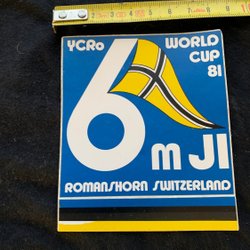 YCRo WORLD
CUP
81
6 m JI
ROMANSHORN SWITZERLAND